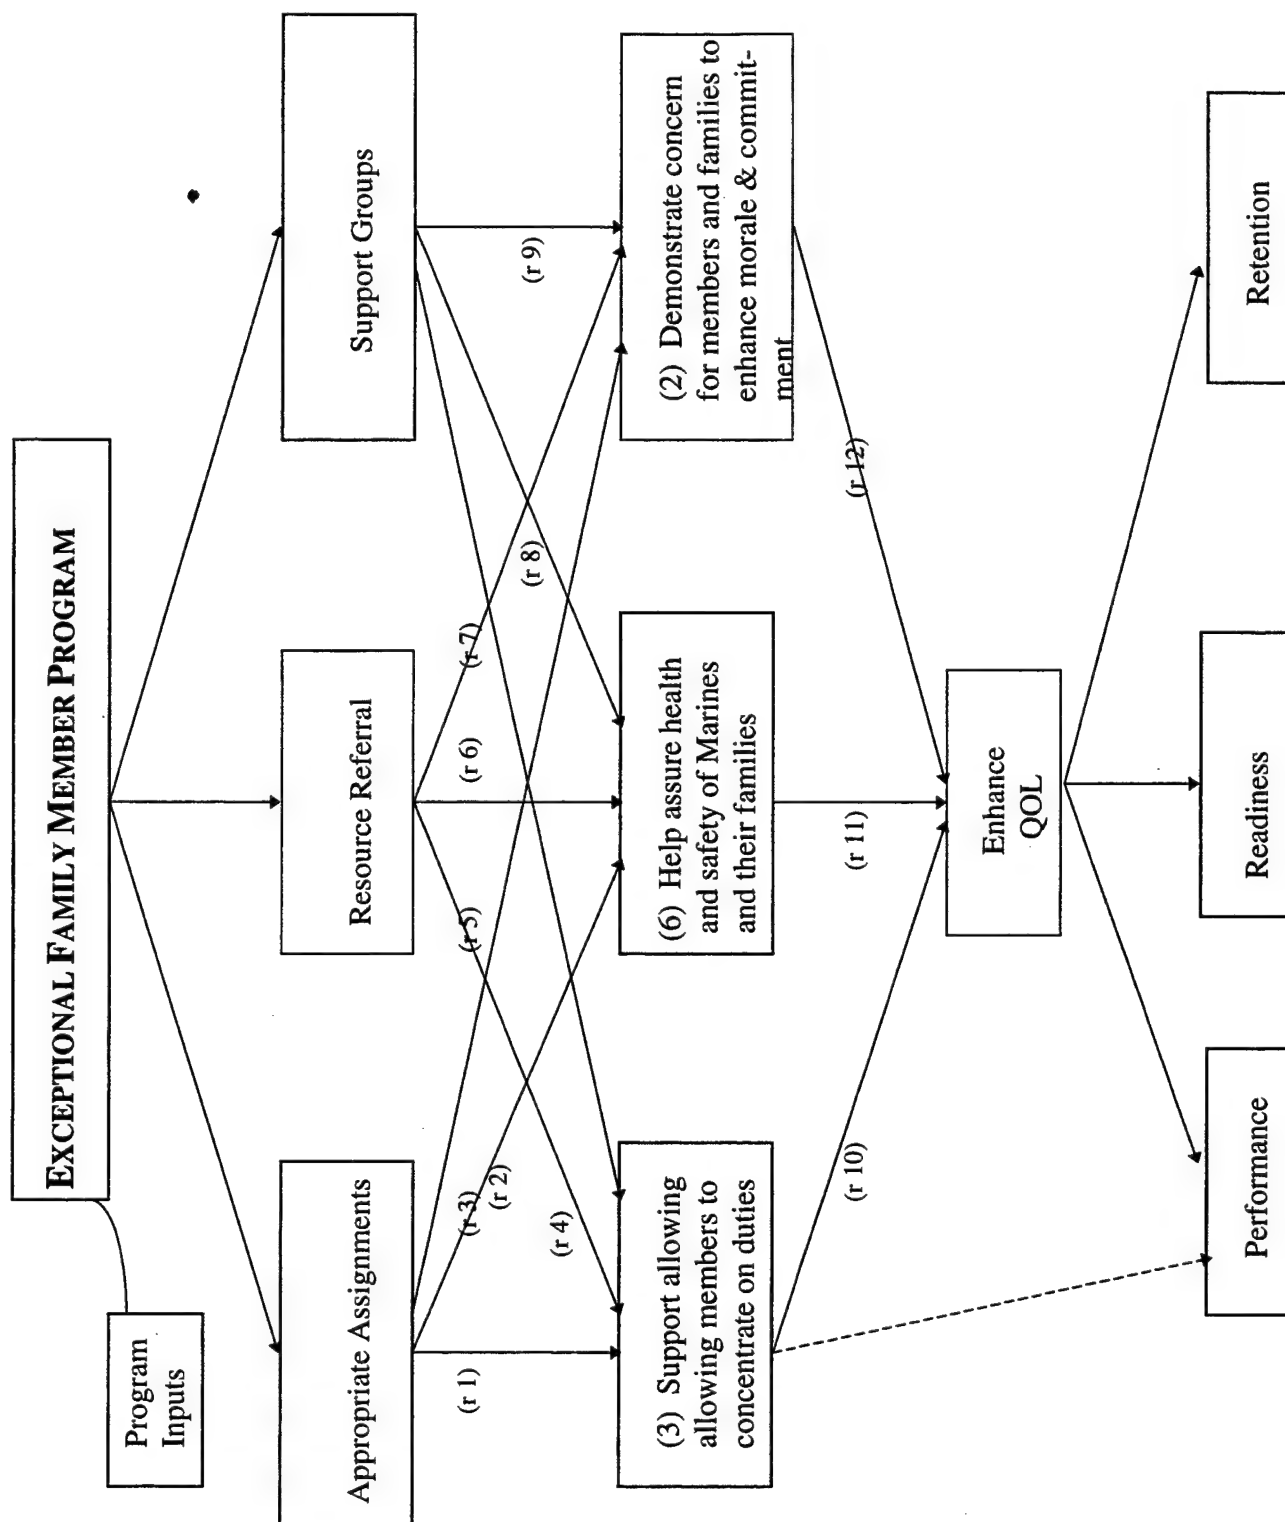 EXCEPTIONAL FAMILY MEMBER PROGRAM
Program
Inputs
Appropriate Assignments
Resource Referral
Support Groups
(r 1)
(r 3)
(r 2)
(r 4)
(r 5)
(r 6)
(r 7)
(r 8)
(r 9)
(3) Support allowing
allowing members to
concentrate on duties
(6) Help assure health
and safety of Marines
and their families
(2) Demonstrate concern
for members and families to
enhance morale & commit-
ment
(r 10)
(r 11)
(r 12)
Enhance
QOL
Performance
Readiness
Retention